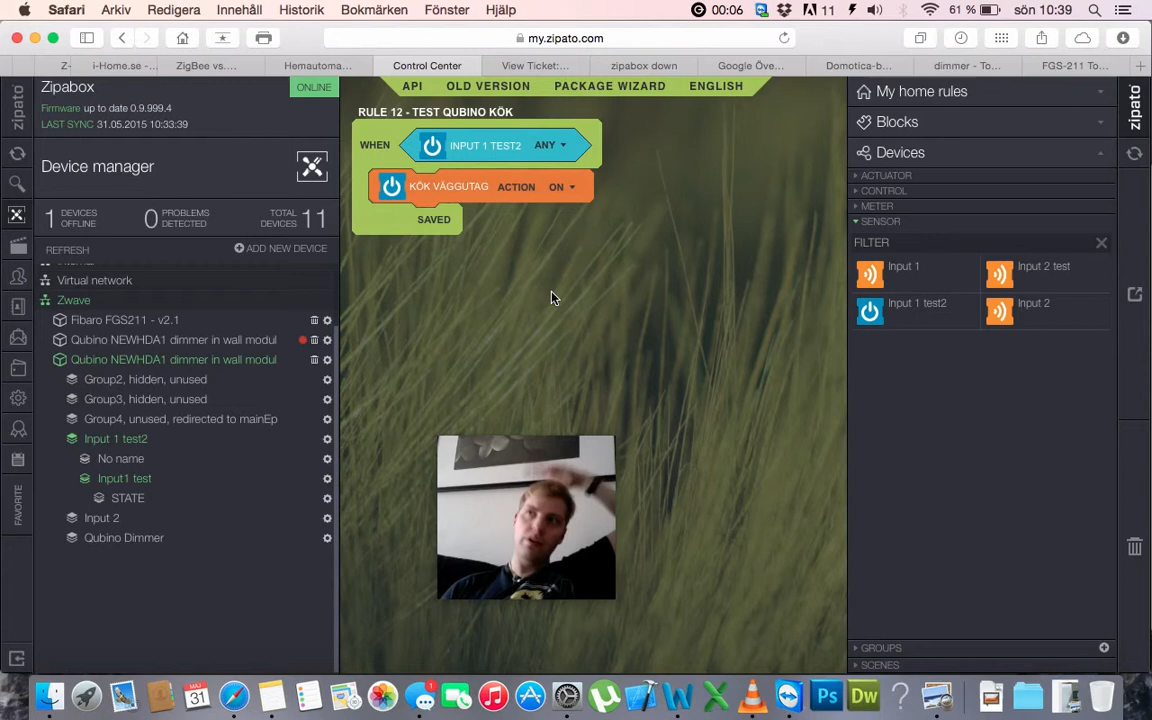 Safari Arkiv Redigera Innehåll Historik Bokmärken Fönster Hjälp 00:06 11 61 % sön 10:39
my.zipato.com
Z- i-Home.se -... ZigBee vs.... Hemautoma... Control Center View Ticket:... zipabox down Google Öve... Domotica-b... dimmer - To... FGS-211 To...
zipato
Zipabox
ONLINE
Firmware up to date 0.9.999.4
LAST SYNC 31.05.2015 10:33:39
Device manager
1 DEVICES OFFLINE 0 PROBLEMS DETECTED TOTAL DEVICES 11
REFRESH ADD NEW DEVICE
Virtual network
Zwave
Fibaro FGS211 - v2.1
Qubino NEWHDA1 dimmer in wall modul
Qubino NEWHDA1 dimmer in wall modul
Group2, hidden, unused
Group3, hidden, unused
Group4, unused, redirected to mainEp
Input 1 test2
No name
Input1 test
STATE
Input 2
Qubino Dimmer
FAVORITE
API OLD VERSION PACKAGE WIZARD ENGLISH
RULE 12 - TEST QUBINO KÖK
WHEN INPUT 1 TEST2 ANY
KÖK VÄGGUTAG ACTION ON
SAVED
My home rules
Blocks
Devices
ACTUATOR
CONTROL
METER
SENSOR
FILTER
Input 1 Input 2 test
Input 1 test2 Input 2
GROUPS
SCENES
zipato
MAJ
31
1
Ps Dw